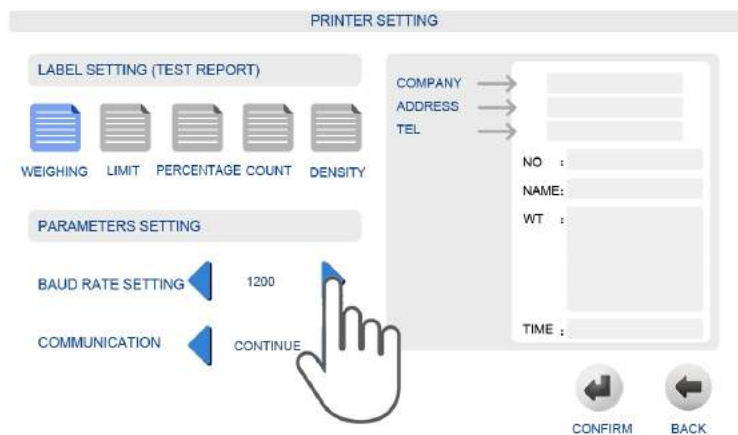 PRINTER SETTING
LABEL SETTING (TEST REPORT)
WEIGHING LIMIT PERCENTAGE COUNT DENSITY
PARAMETERS SETTING
BAUD RATE SETTING 1200
COMMUNICATION CONTINUE
COMPANY
ADDRESS
TEL
NO :
NAME:
WT :
TIME :
CONFIRM BACK